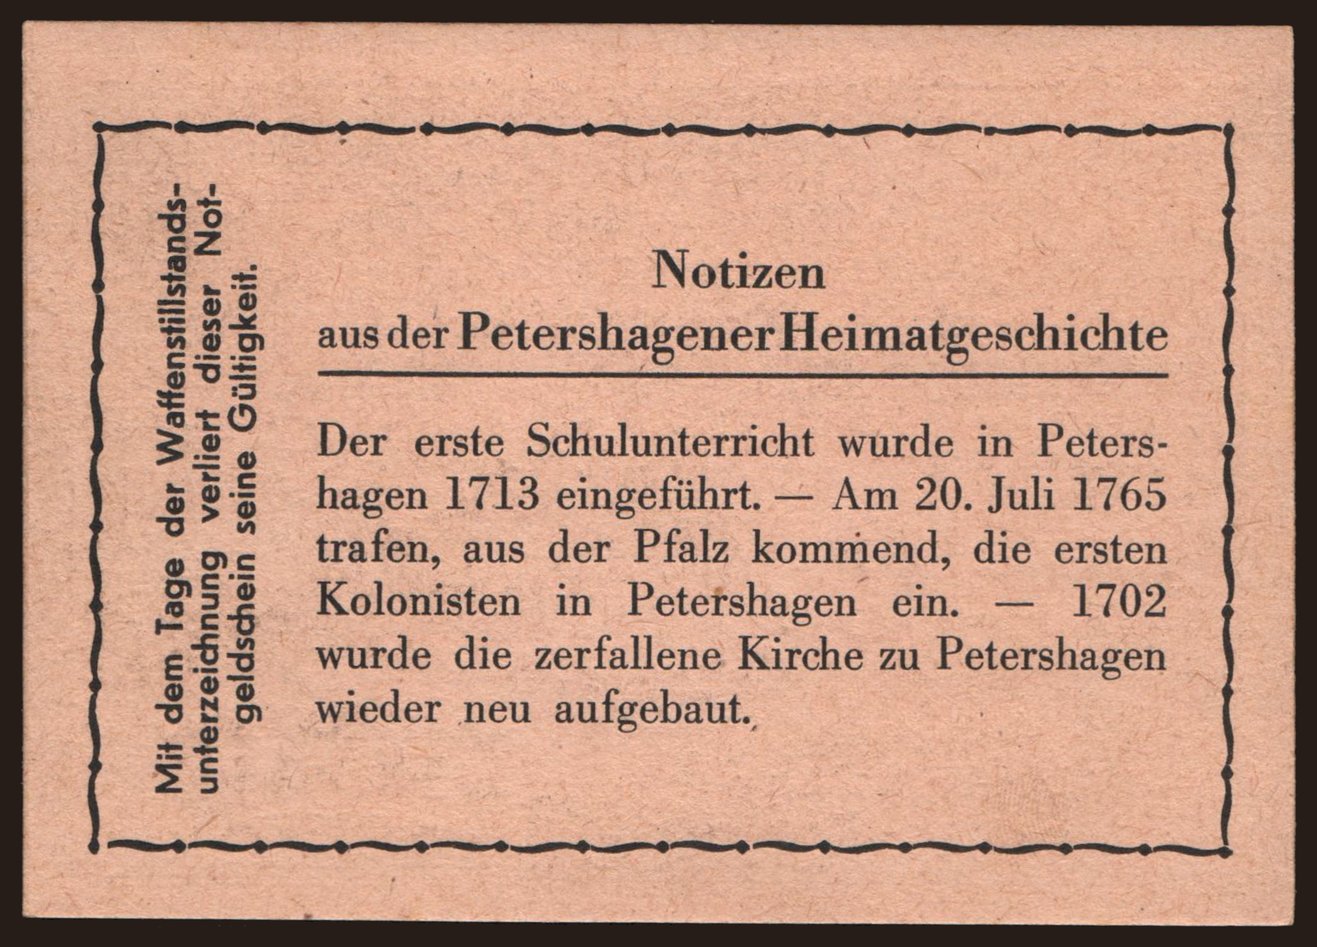 Mit dem Tage der Waffenstillstands-
unterzeichnung verliert dieser Not-
geldschein seine Gültigkeit.
Notizen
aus der Petershagener Heimatgeschichte
Der erste Schulunterricht wurde in Peters-
hagen 1713 eingeführt. — Am 20. Juli 1765
trafen, aus der Pfalz kommend, die ersten
Kolonisten in Petershagen ein. — 1702
wurde die zerfallene Kirche zu Petershagen
wieder neu aufgebaut.